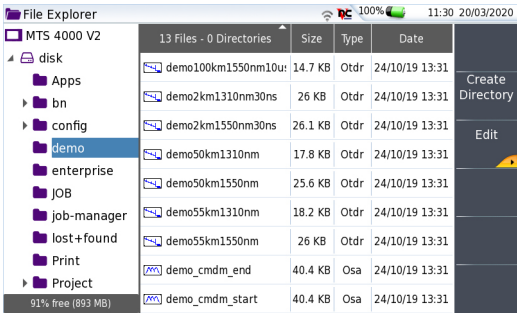 File Explorer 100% 11:30 20/03/2020
MTS 4000 V2
disk
Apps
bn
config
demo
enterprise
JOB
job-manager
lost+found
Print
Project
91% free (893 MB)
13 Files - 0 Directories Size Type Date
demo100km1550nm10us 14.7 KB Otdr 24/10/19 13:31
demo2km1310nm30ns 26 KB Otdr 24/10/19 13:31
demo2km1550nm30ns 26.1 KB Otdr 24/10/19 13:31
demo50km1310nm 17.8 KB Otdr 24/10/19 13:31
demo50km1550nm 25.6 KB Otdr 24/10/19 13:31
demo55km1310nm 18.2 KB Otdr 24/10/19 13:31
demo55km1550nm 26 KB Otdr 24/10/19 13:31
demo_cmdm_end 40.4 KB Osa 24/10/19 13:31
demo_cmdm_start 40.4 KB Osa 24/10/19 13:31
Create
Directory
Edit